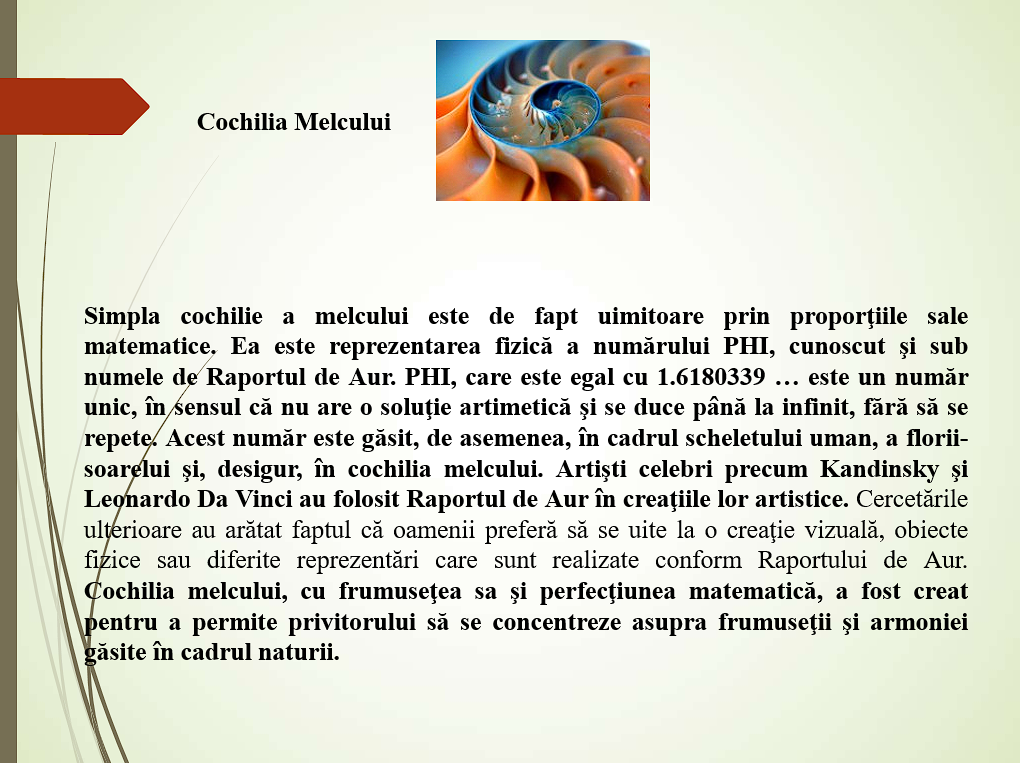 Cochilia Melcului
Simpla cochilie a melcului este de fapt uimitoare prin proporţiile sale
matematice. Ea este reprezentarea fizică a numărului PHI, cunoscut şi sub
numele de Raportul de Aur. PHI, care este egal cu 1.6180339 … este un număr
unic, în sensul că nu are o soluţie artimetică şi se duce până la infinit, fără să se
repete. Acest număr este găsit, de asemenea, în cadrul scheletului uman, a florii-
soarelui şi, desigur, în cochilia melcului. Artişti celebri precum Kandinsky şi
Leonardo Da Vinci au folosit Raportul de Aur în creaţiile lor artistice. Cercetările
ulterioare au arătat faptul că oamenii preferă să se uite la o creaţie vizuală, obiecte
fizice sau diferite reprezentări care sunt realizate conform Raportului de Aur.
Cochilia melcului, cu frumuseţea sa şi perfecţiunea matematică, a fost creat
pentru a permite privitorului să se concentreze asupra frumuseţii şi armoniei
găsite în cadrul naturii.